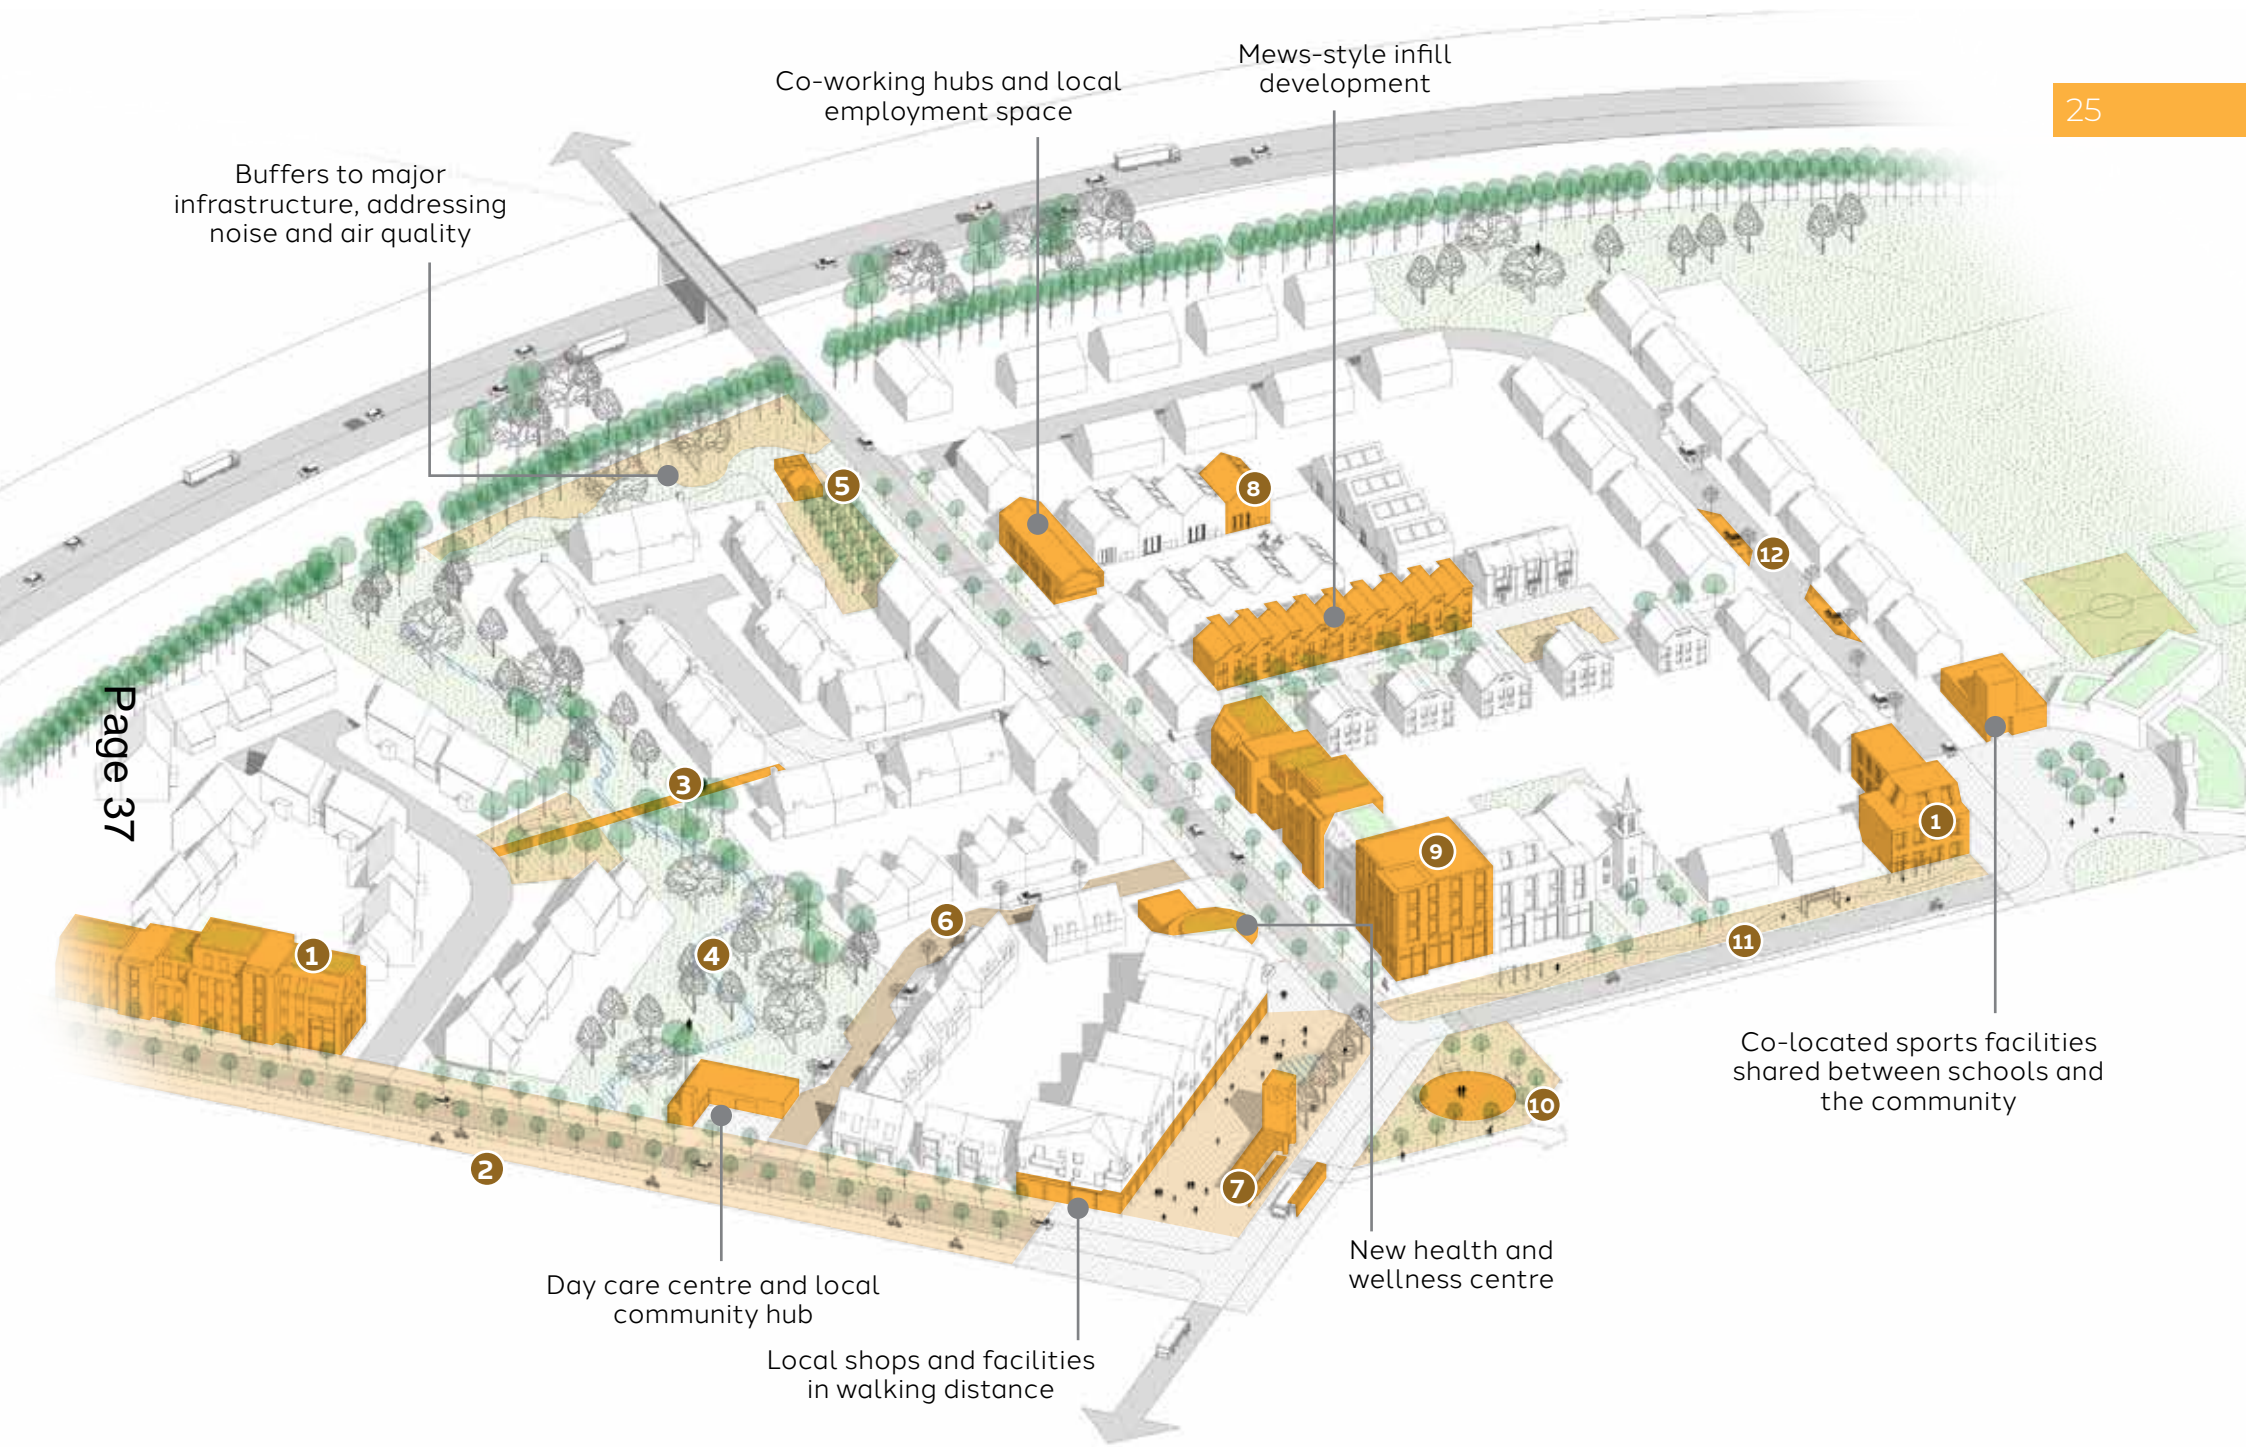 Mews-style infill
development
Co-working hubs and local
employment space
25
Buffers to major
infrastructure, addressing
noise and air quality
5
8
12
Page 37
3
1
9
1
6
4
11
10
2
7
Co-located sports facilities
shared between schools and
the community
New health and
wellness centre
Day care centre and local
community hub
Local shops and facilities
in walking distance